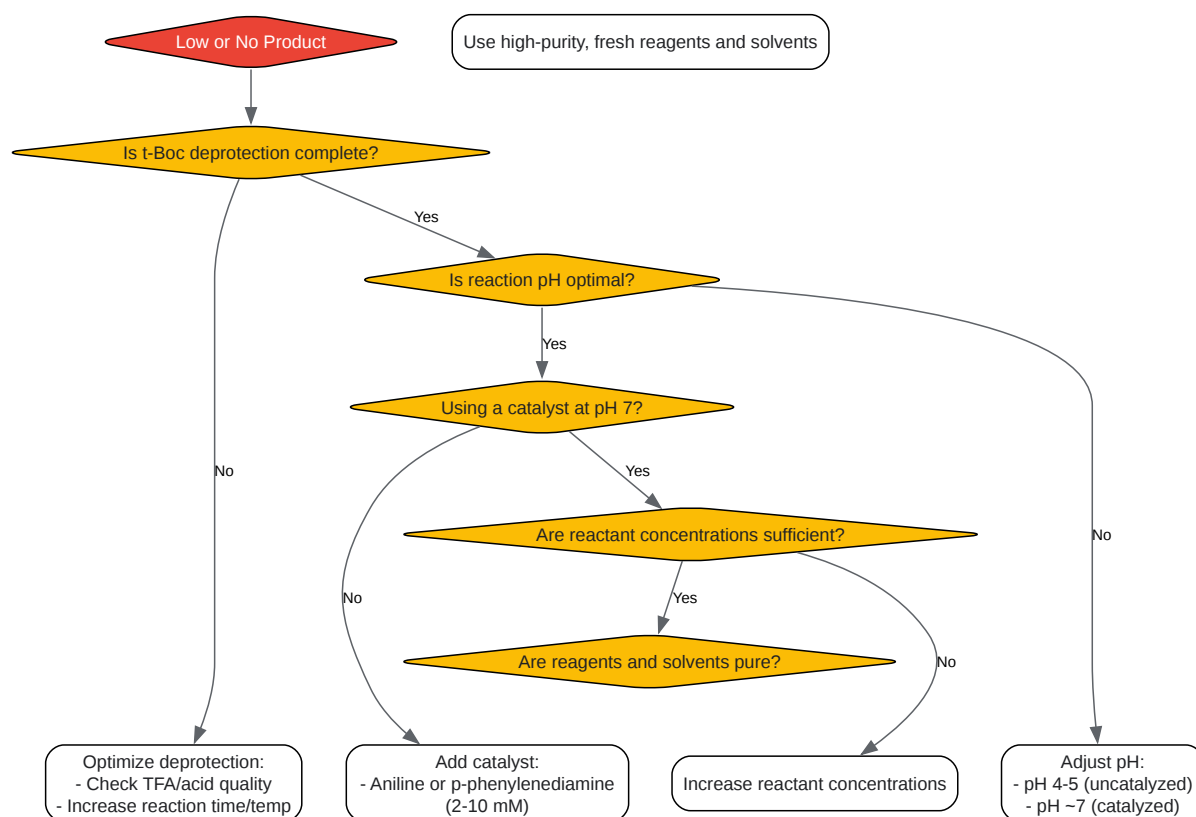 Low or No Product
Use high-purity, fresh reagents and solvents
Is t-Boc deprotection complete?
Yes
Is reaction pH optimal?
Yes
Using a catalyst at pH 7?
No
Yes
Are reactant concentrations sufficient?
No
No
Yes
Are reagents and solvents pure?
No
Optimize deprotection:
- Check TFA/acid quality
- Increase reaction time/temp
Add catalyst:
- Aniline or p-phenylenediamine
(2-10 mM)
Increase reactant concentrations
Adjust pH:
- pH 4-5 (uncatalyzed)
- pH ~7 (catalyzed)